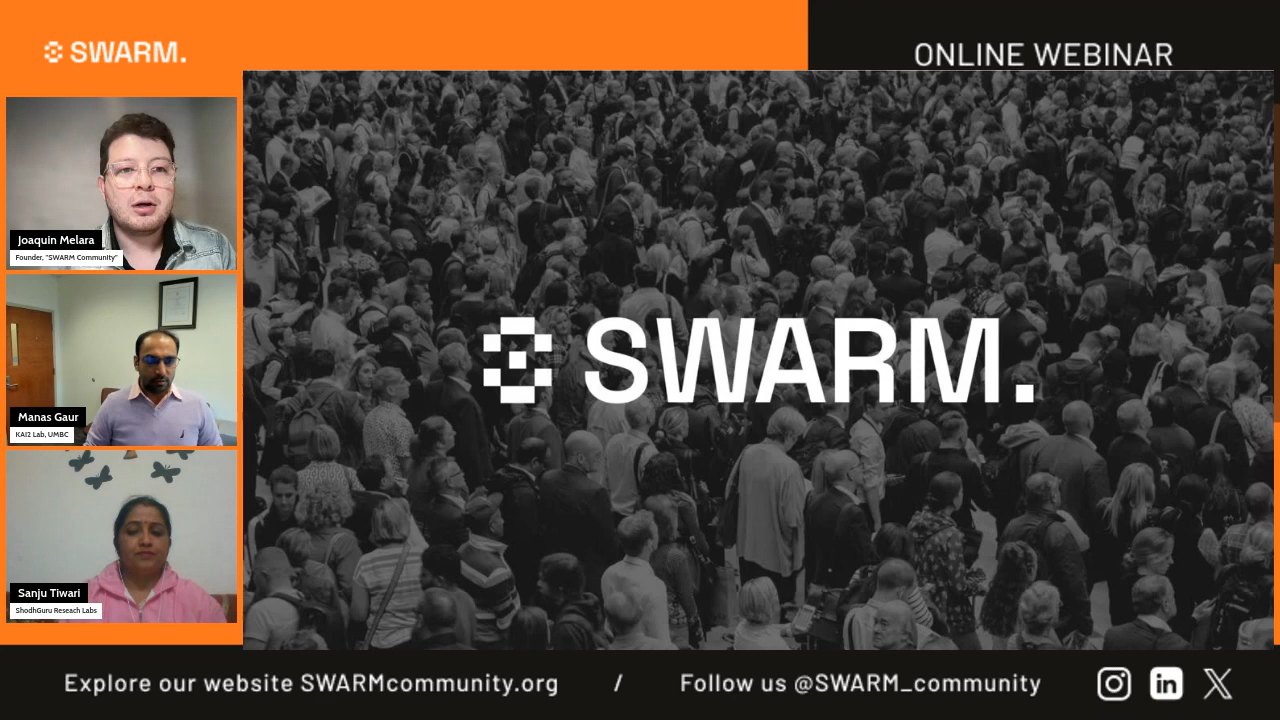 SWARM.
ONLINE WEBINAR
Joaquin Melara
Founder, "SWARM Community"
Manas Gaur
KAI2 Lab, UMBC
Sanju Tiwari
ShodhGuru Reseach Labs
SWARM.
Explore our website SWARMcommunity.org / Follow us @SWARM_community